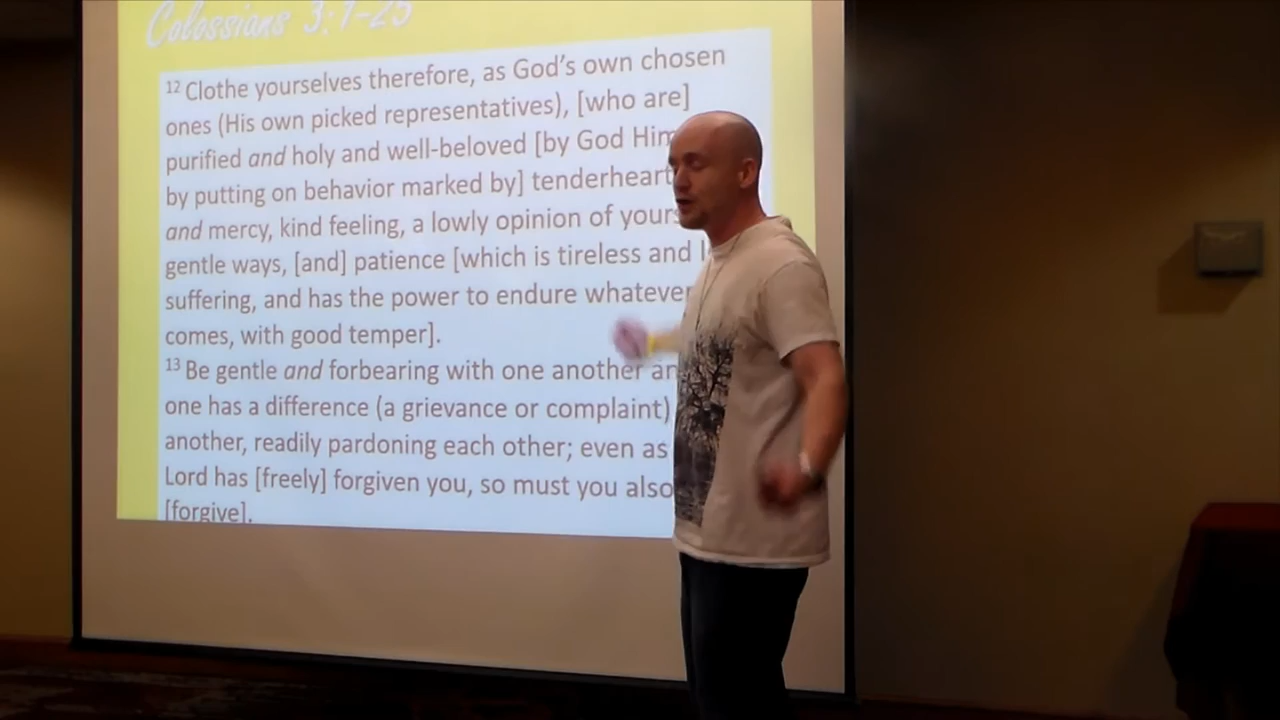 Colossians 3:1-25
12 Clothe yourselves therefore, as God's own chosen
ones (His own picked representatives), [who are]
purified and holy and well-beloved [by God
by putting on behavior marked by]
and mercy, kind feeling, a lowly opinion of
gentle ways, [and] patience [which is tireless and
suffering, and has the power to endure whatever
comes, with good temper].
13 Be gentle and forbearing with one another
one has a difference (a grievance or complaint)
another, readily pardoning each other; even as
Lord has [freely] forgiven you, so must you also
[forgive].